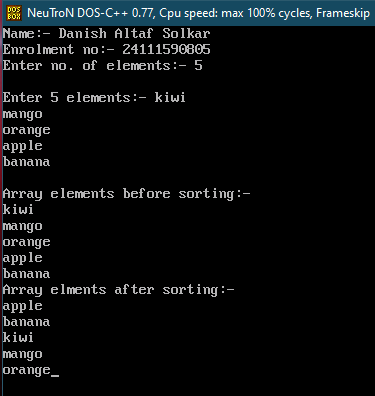 DOS BOX NeuTroN DOS-C++ 0.77, Cpu speed: max 100% cycles, Frameskip
Name:- Danish Altaf Solkar
Enrolment no:- 24111590805
Enter no. of elements:- 5
Enter 5 elements:- kiwi
mango
orange
apple
banana
Array elements before sorting:-
kiwi
mango
orange
apple
banana
Array elments after sorting:-
apple
banana
kiwi
mango
orange_